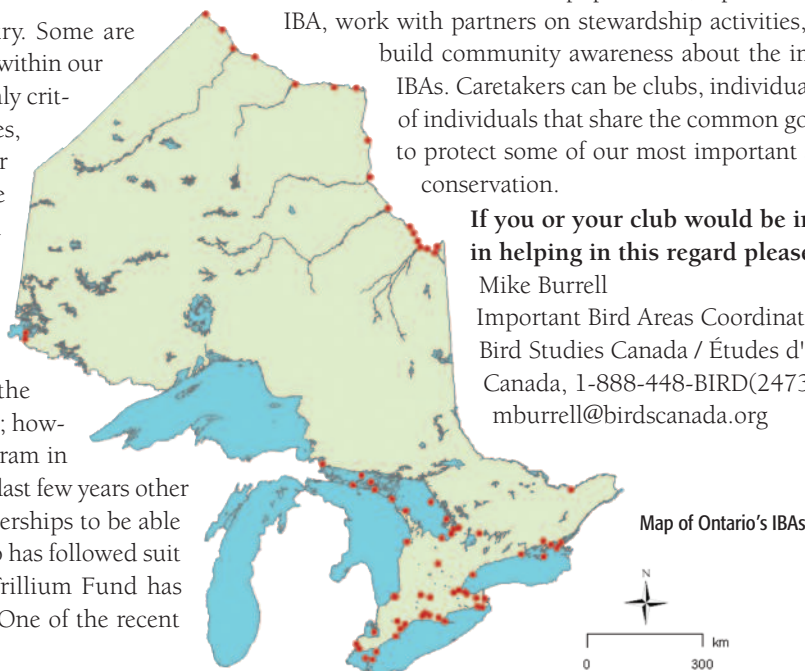 ry. Some are
within our
ly crit-
es,
r
e
the
; how-
ram in
last few years other
erships to be able
o has followed suit
rillium Fund has
One of the recent
IBA, work with partners on stewardship activities,
build community awareness about the in
IBAs. Caretakers can be clubs, individua
of individuals that share the common go
to protect some of our most important
conservation.
If you or your club would be in
in helping in this regard please
Mike Burrell
Important Bird Areas Coordinat
Bird Studies Canada / Études d'
Canada, 1-888-448-BIRD(2473
mburrell@birdscanada.org
Map of Ontario's IBAs
N
km
0 300